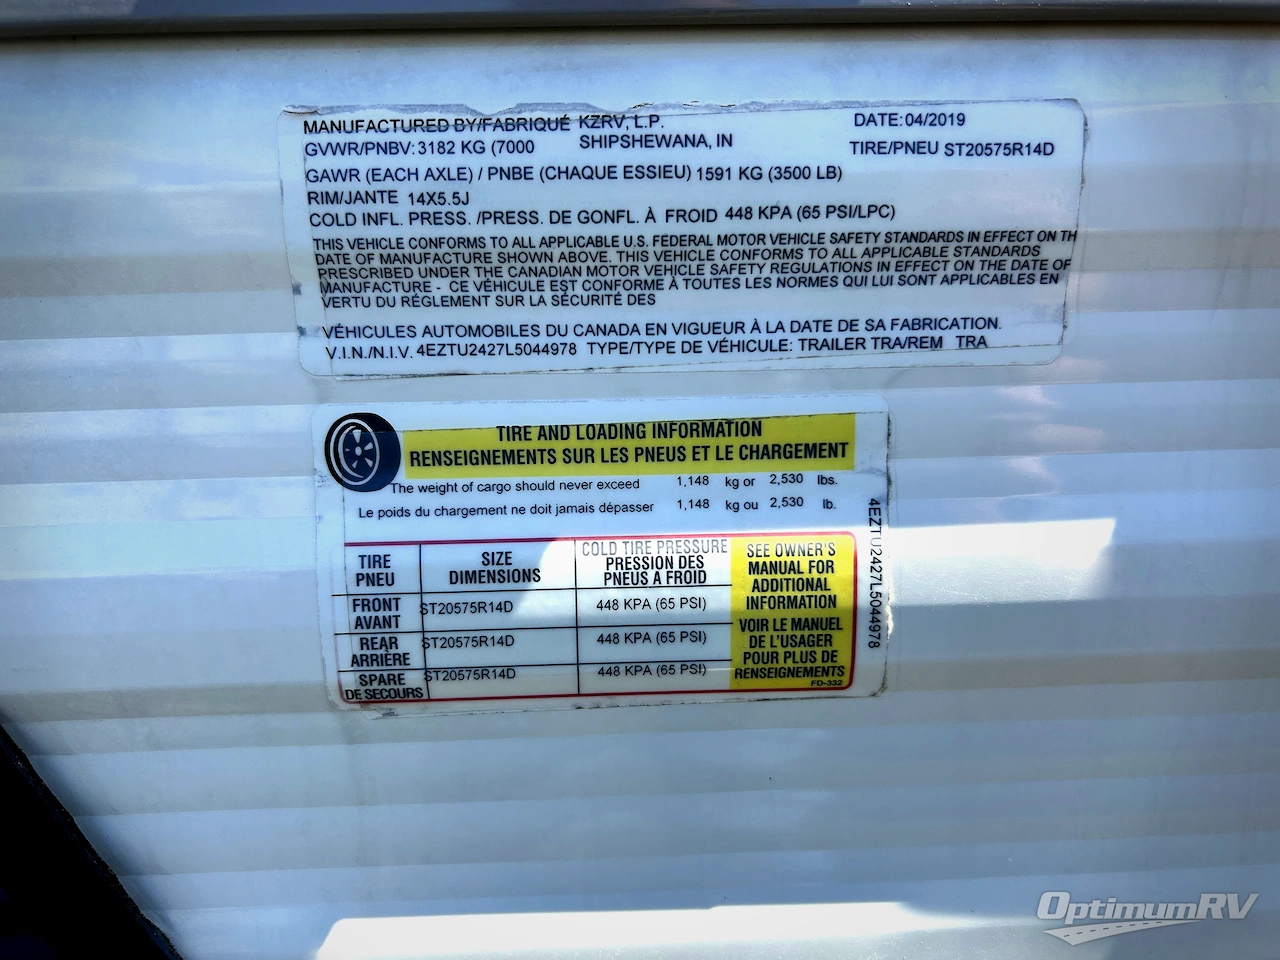 MANUFACTURED BY/FABRIQUÉ KZRV, L.P. DATE: 04/2019
GVWR/PNBV: 3182 KG (7000 SHIPSHEWANA, IN TIRE/PNEU ST20575R14D
GAWR (EACH AXLE) / PNBE (CHAQUE ESSIEU) 1591 KG (3500 LB)
RIM/JANTE 14X5.5J
COLD INFL. PRESS. /PRESS. DE GONFL. À FROID 448 KPA (65 PSI/LPC)
THIS VEHICLE CONFORMS TO ALL APPLICABLE U.S. FEDERAL MOTOR VEHICLE SAFETY STANDARDS IN EFFECT ON TH
DATE OF MANUFACTURE SHOWN ABOVE. THIS VEHICLE CONFORMS TO ALL APPLICABLE STANDARDS
PRESCRIBED UNDER THE CANADIAN MOTOR VEHICLE SAFETY REGULATIONS IN EFFECT ON THE DATE OF
MANUFACTURE - CE VÉHICULE EST CONFORME À TOUTES LES NORMES QUI LUI SONT APPLICABLES EN
VERTU DU RÉGLEMENT SUR LA SÉCURITÉ DES
VÉHICULES AUTOMOBILES DU CANADA EN VIGUEUR À LA DATE DE SA FABRICATION.
V.I.N./N.I.V. 4EZTU2427L5044978 TYPE/TYPE DE VÉHICULE: TRAILER TRA/REM TRA
TIRE AND LOADING INFORMATION
RENSEIGNEMENTS SUR LES PNEUS ET LE CHARGEMENT
The weight of cargo should never exceed 1,148 kg or 2,530 lbs.
Le poids du chargement ne doit jamais dépasser 1,148 kg ou 2,530 lb.
TIRE PNEU
SIZE DIMENSIONS
COLD TIRE PRESSURE
PRESSION DES
PNEUS A FROID
FRONT AVANT ST20575R14D 448 KPA (65 PSI)
REAR ARRIÈRE ST20575R14D 448 KPA (65 PSI)
SPARE DE SECOURS ST20575R14D 448 KPA (65 PSI)
SEE OWNER'S
MANUAL FOR
ADDITIONAL
INFORMATION
VOIR LE MANUEL
DE L'USAGER
POUR PLUS DE
RENSEIGNEMENTS
FD-332
4EZTU2427L5044978
OptimumRV